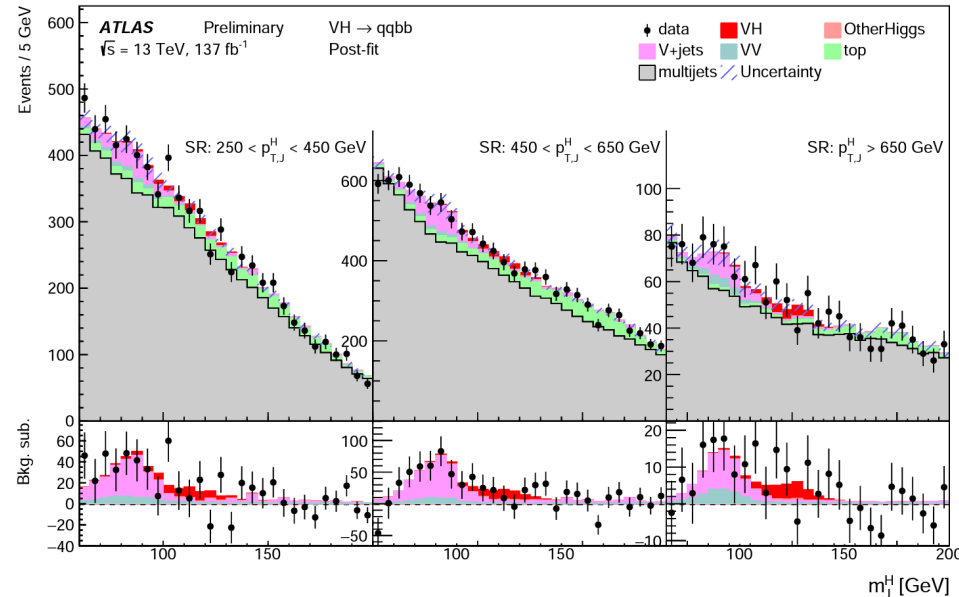 Events / 5 GeV
600
500
400
300
200
100
0
ATLAS Preliminary VH → qqbb
√s = 13 TeV, 137 fb⁻¹ Post-fit
data VH OtherHiggs
V+jets VV top
multijets Uncertainty
SR: 250 < p^H_T,J < 450 GeV
SR: 450 < p^H_T,J < 650 GeV
SR: p^H_T,J > 650 GeV
600
400
200
100
80
60
40
20
Bkg. sub.
60
40
20
0
−20
−40
100
50
0
−50
20
10
0
−10
100 150 100 150 100 150 200
m^H_J [GeV]